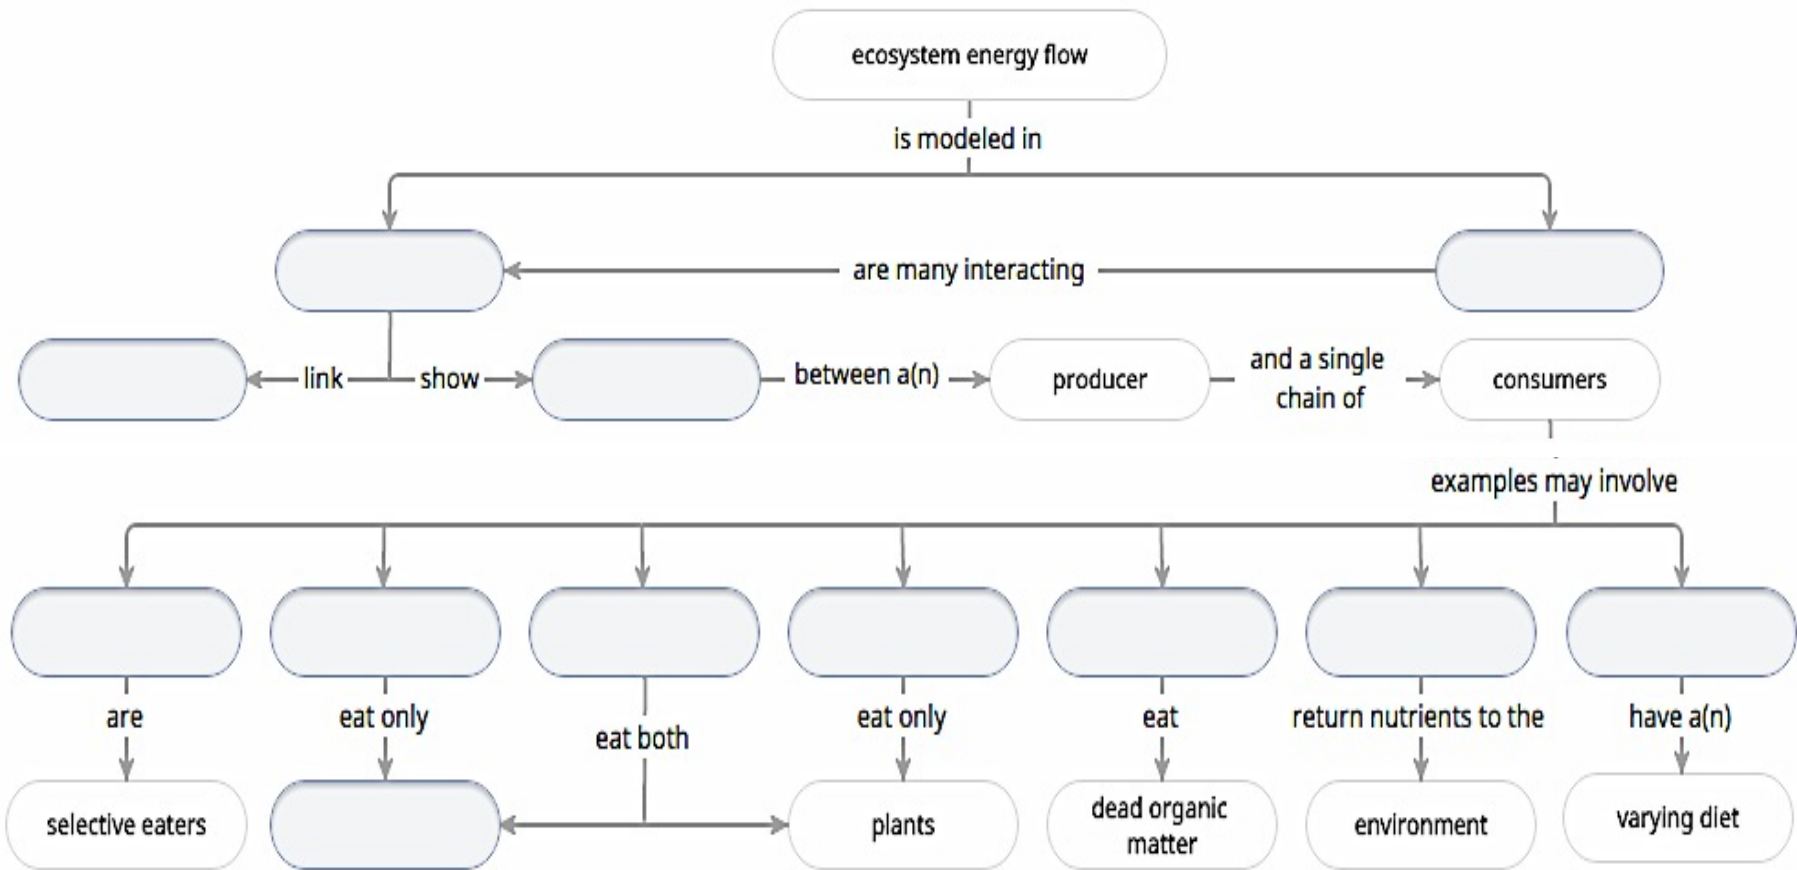 ecosystem energy flow
is modeled in
are many interacting
link
show
between a(n)
producer
and a single
chain of
consumers
examples may involve
are
eat only
eat both
eat only
eat
return nutrients to the
have a(n)
selective eaters
plants
dead organic
matter
environment
varying diet